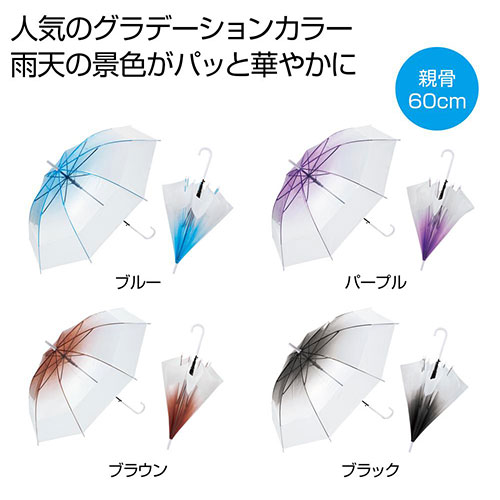 人気のグラデーションカラー
雨天の景色がパッと華やかに
親骨
60cm
ブルー
パープル
ブラウン
ブラック